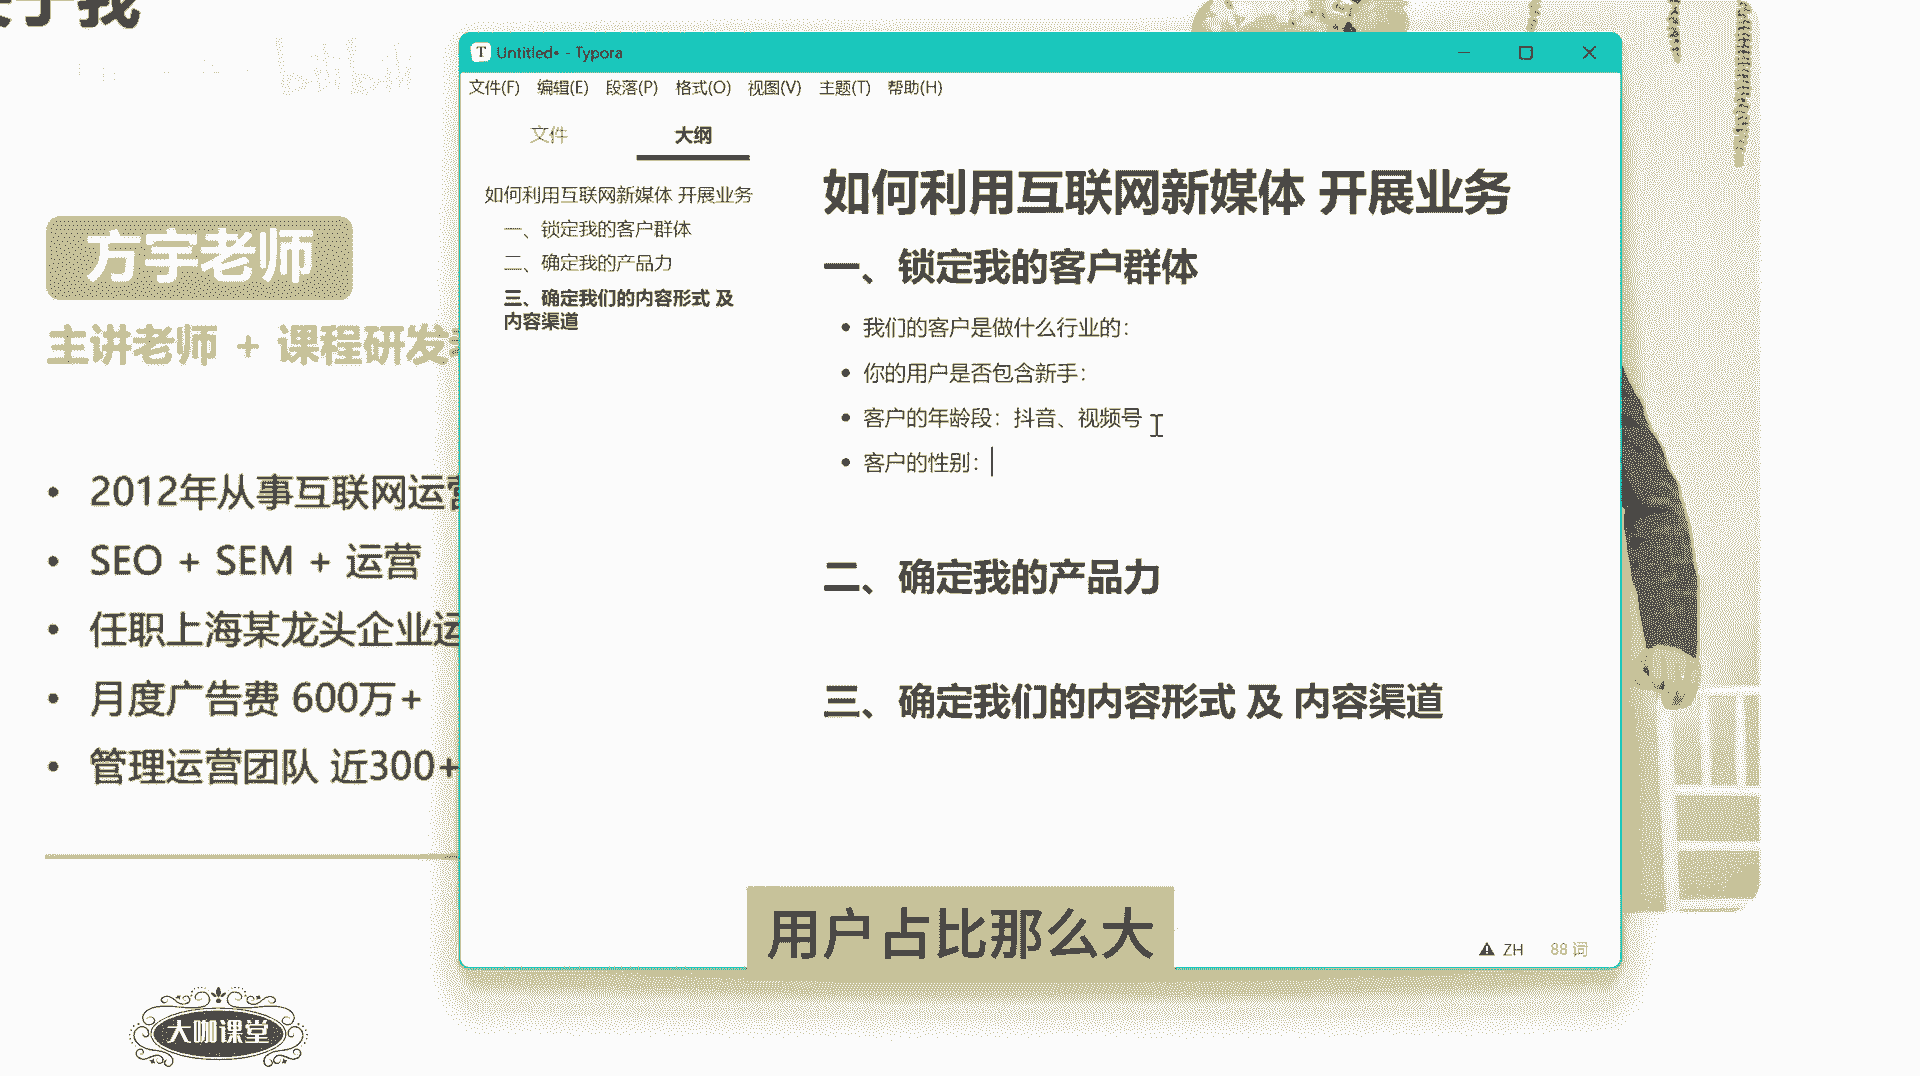 Untitled• - Typora
文件(F) 编辑(E) 段落(P) 格式(O) 视图(V) 主题(T) 帮助(H)
文件 大纲
如何利用互联网新媒体 开展业务
一、锁定我的客户群体
二、确定我的产品力
三、确定我们的内容形式 及
内容渠道
如何利用互联网新媒体 开展业务
一、锁定我的客户群体
• 我们的客户是做什么行业的：
• 你的用户是否包含新手：
• 客户的年龄段：抖音、视频号
• 客户的性别：
二、确定我的产品力
三、确定我们的内容形式 及 内容渠道
ZH 88 词
关于我
bilibili
方宇老师
主讲老师 + 课程研发
• 2012年从事互联网运营
• SEO + SEM + 运营
• 任职上海某龙头企业运
• 月度广告费 600万+
• 管理运营团队 近300+
用户占比那么大
大咖课堂